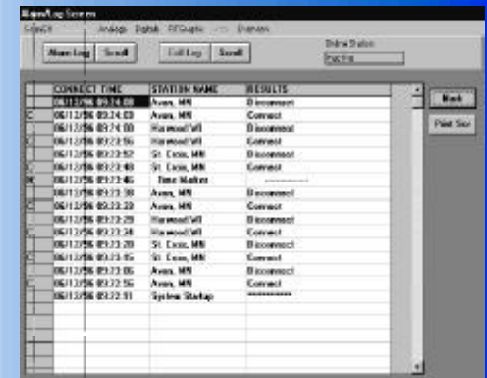 Alarm/Log Screen
Analogs
Alarm Log Scroll Call Log Scroll
Online Station
CONNECT TIME STATION NAME RESULTS
06/12/96 09:24:08 Avon, MN Disconnect
C 06/12/96 09:24:03 Avon, MN Connect
06/12/96 09:24:00 Harwood WI Disconnect
C 06/12/96 09:23:56 Harwood WI Connect
06/12/96 09:23:52 St. Croix, MN Disconnect
C 06/12/96 09:23:48 St. Croix, MN Connect
06/12/96 09:23:46 Time Marker ------------
06/12/96 09:23:38 Avon, MN Disconnect
C 06/12/96 09:23:33 Avon, MN Connect
06/12/96 09:23:29 Harwood WI Disconnect
C 06/12/96 09:23:24 Harwood WI Connect
06/12/96 09:23:20 St. Croix, MN Disconnect
C 06/12/96 09:23:15 St. Croix, MN Connect
06/12/96 09:23:06 Avon, MN Disconnect
C 06/12/96 09:22:56 Avon, MN Connect
06/12/96 09:22:11 System Startup ***********
Mark
Print Scr